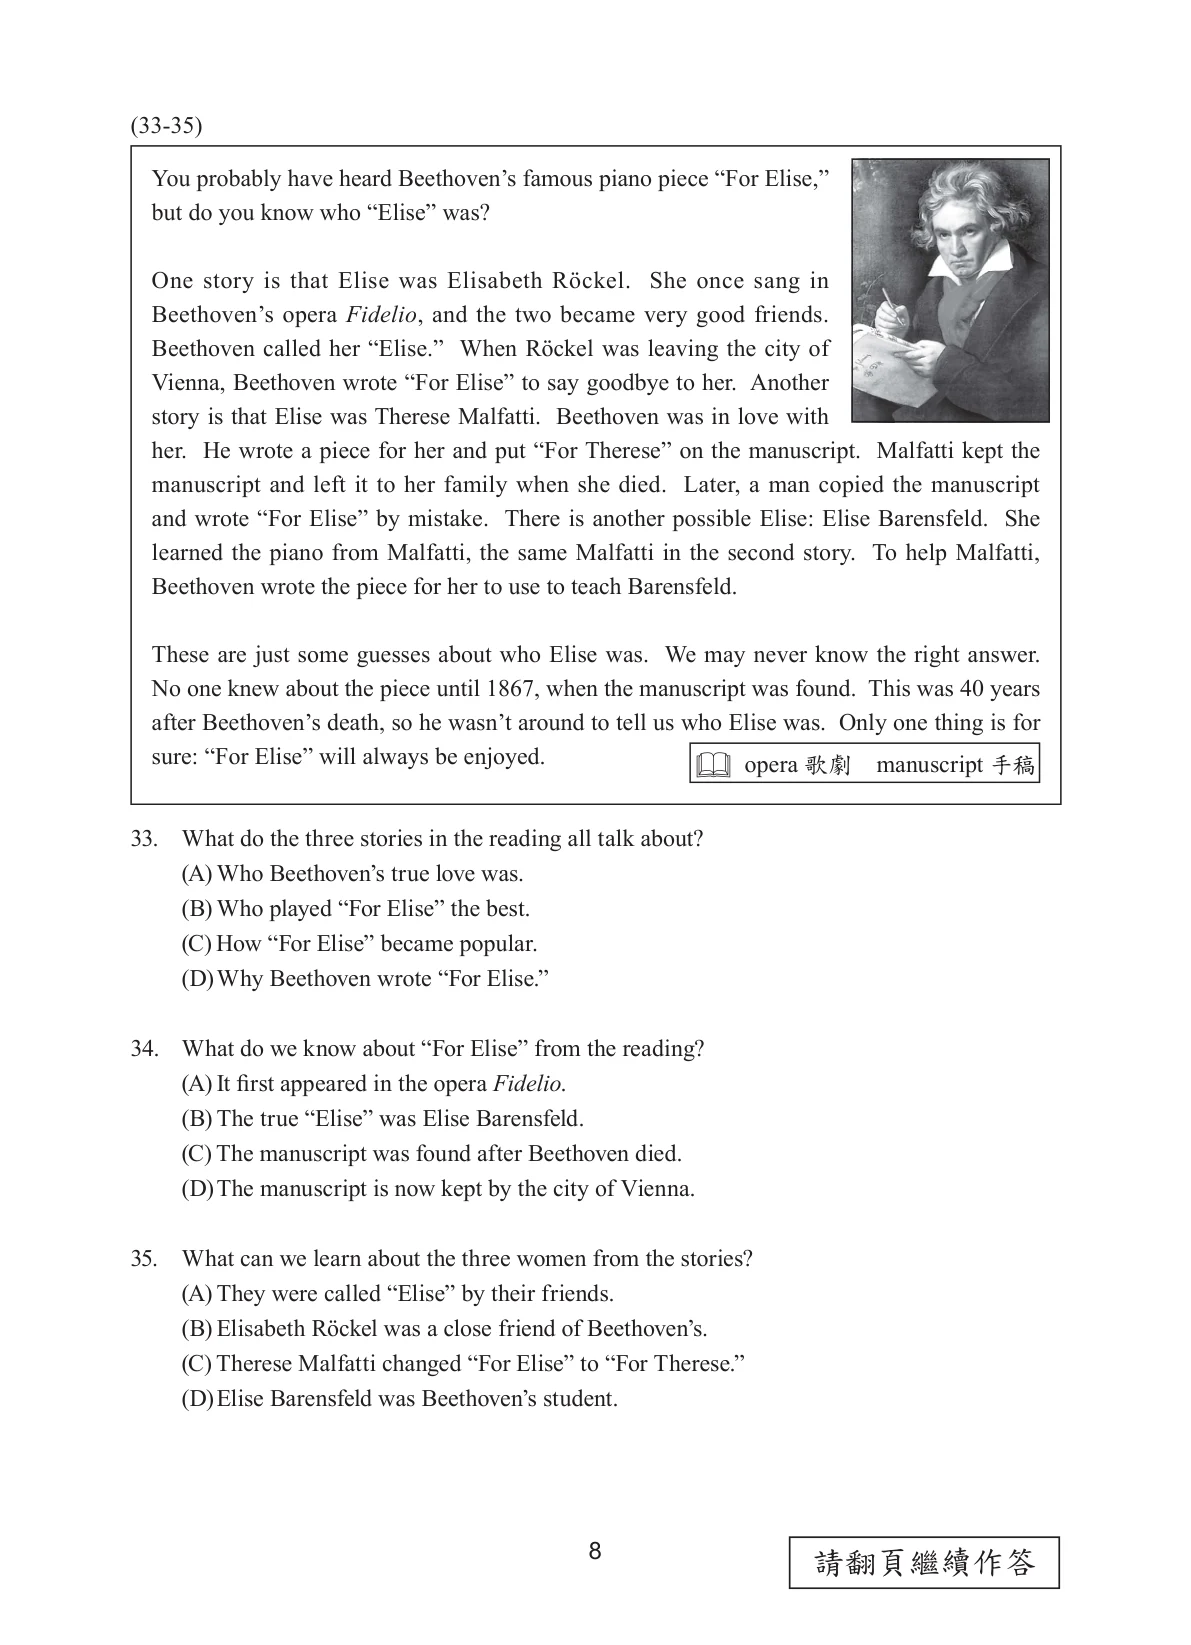 (33-35)
You probably have heard Beethoven’s famous piano piece “For Elise,”
but do you know who “Elise” was?
One story is that Elise was Elisabeth Röckel. She once sang in
Beethoven’s opera Fidelio, and the two became very good friends.
Beethoven called her “Elise.” When Röckel was leaving the city of
Vienna, Beethoven wrote “For Elise” to say goodbye to her. Another
story is that Elise was Therese Malfatti. Beethoven was in love with
her. He wrote a piece for her and put “For Therese” on the manuscript. Malfatti kept the
manuscript and left it to her family when she died. Later, a man copied the manuscript
and wrote “For Elise” by mistake. There is another possible Elise: Elise Barensfeld. She
learned the piano from Malfatti, the same Malfatti in the second story. To help Malfatti,
Beethoven wrote the piece for her to use to teach Barensfeld.
These are just some guesses about who Elise was. We may never know the right answer.
No one knew about the piece until 1867, when the manuscript was found. This was 40 years
after Beethoven’s death, so he wasn’t around to tell us who Elise was. Only one thing is for
sure: “For Elise” will always be enjoyed.
opera 歌劇 manuscript 手稿
33. What do the three stories in the reading all talk about?
(A) Who Beethoven’s true love was.
(B) Who played “For Elise” the best.
(C) How “For Elise” became popular.
(D) Why Beethoven wrote “For Elise.”
34. What do we know about “For Elise” from the reading?
(A) It first appeared in the opera Fidelio.
(B) The true “Elise” was Elise Barensfeld.
(C) The manuscript was found after Beethoven died.
(D) The manuscript is now kept by the city of Vienna.
35. What can we learn about the three women from the stories?
(A) They were called “Elise” by their friends.
(B) Elisabeth Röckel was a close friend of Beethoven’s.
(C) Therese Malfatti changed “For Elise” to “For Therese.”
(D) Elise Barensfeld was Beethoven’s student.
8
請翻頁繼續作答